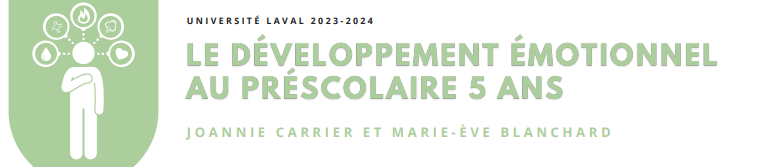 UNIVERSITÉ LAVAL 2023-2024
LE DÉVELOPPEMENT ÉMOTIONNEL
AU PRÉSCOLAIRE 5 ANS
JOANNIE CARRIER ET MARIE-ÈVE BLANCHARD